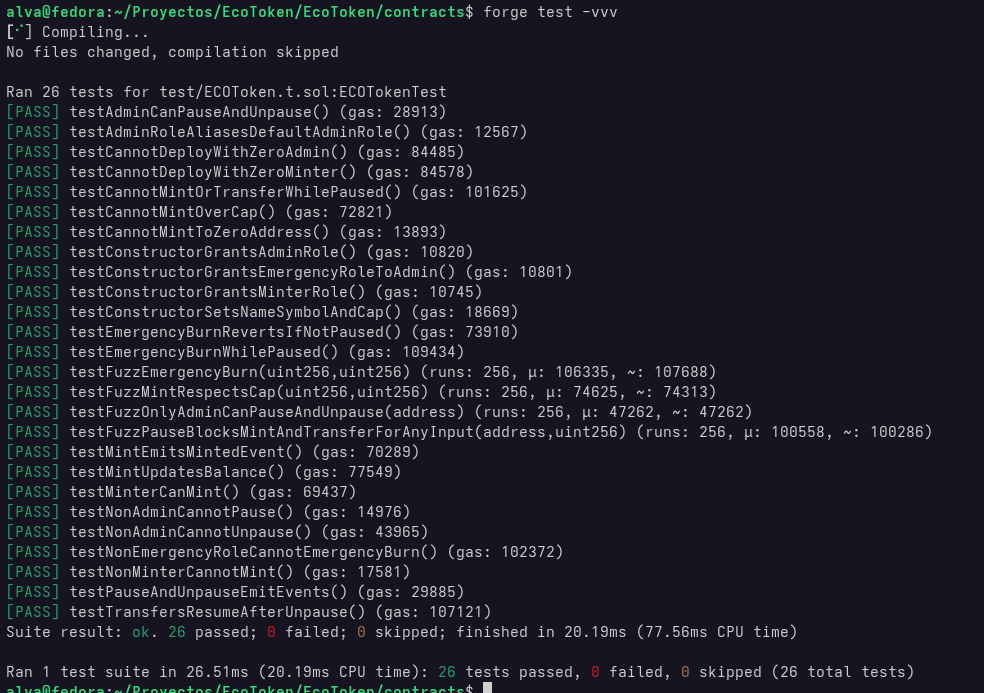 alva@fedora:~/Proyectos/EcoToken/EcoToken/contracts$ forge test -vvv
[⠊] Compiling...
No files changed, compilation skipped
Ran 26 tests for test/ECOToken.t.sol:ECOTokenTest
[PASS] testAdminCanPauseAndUnpause() (gas: 28913)
[PASS] testAdminRoleAliasesDefaultAdminRole() (gas: 12567)
[PASS] testCannotDeployWithZeroAdmin() (gas: 84485)
[PASS] testCannotDeployWithZeroMinter() (gas: 84578)
[PASS] testCannotMintOrTransferWhilePaused() (gas: 101625)
[PASS] testCannotMintOverCap() (gas: 72821)
[PASS] testCannotMintToZeroAddress() (gas: 13893)
[PASS] testConstructorGrantsAdminRole() (gas: 10820)
[PASS] testConstructorGrantsEmergencyRoleToAdmin() (gas: 10801)
[PASS] testConstructorGrantsMinterRole() (gas: 10745)
[PASS] testConstructorSetsNameSymbolAndCap() (gas: 18669)
[PASS] testEmergencyBurnRevertsIfNotPaused() (gas: 73910)
[PASS] testEmergencyBurnWhilePaused() (gas: 109434)
[PASS] testFuzzEmergencyBurn(uint256,uint256) (runs: 256, μ: 106335, ~: 107688)
[PASS] testFuzzMintRespectsCap(uint256,uint256) (runs: 256, μ: 74625, ~: 74313)
[PASS] testFuzzOnlyAdminCanPauseAndUnpause(address) (runs: 256, μ: 47262, ~: 47262)
[PASS] testFuzzPauseBlocksMintAndTransferForAnyInput(address,uint256) (runs: 256, μ: 100558, ~: 100286)
[PASS] testMintEmitsMintedEvent() (gas: 70289)
[PASS] testMintUpdatesBalance() (gas: 77549)
[PASS] testMinterCanMint() (gas: 69437)
[PASS] testNonAdminCannotPause() (gas: 14976)
[PASS] testNonAdminCannotUnpause() (gas: 43965)
[PASS] testNonEmergencyRoleCannotEmergencyBurn() (gas: 102372)
[PASS] testNonMinterCannotMint() (gas: 17581)
[PASS] testPauseAndUnpauseEmitEvents() (gas: 29885)
[PASS] testTransfersResumeAfterUnpause() (gas: 107121)
Suite result: ok. 26 passed; 0 failed; 0 skipped; finished in 20.19ms (77.56ms CPU time)
Ran 1 test suite in 26.51ms (20.19ms CPU time): 26 tests passed, 0 failed, 0 skipped (26 total tests)
alva@fedora:~/Proyectos/EcoToken/EcoToken/contracts$